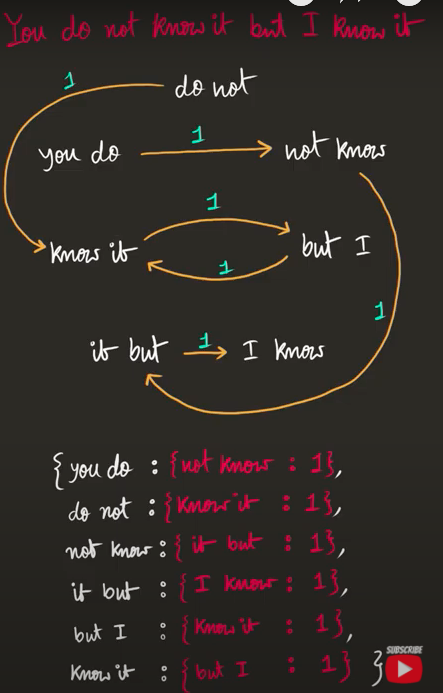 You do not know it but I know it
1
do not
you do
1
not know
1
know it
but I
1
1
it but
1
I know
{you do : {not know : 1},
do not : {know it : 1},
not know : { it but : 1},
it but : { I know : 1},
but I : {know it : 1},
know it : { but I : 1} }
SUBSCRIBE